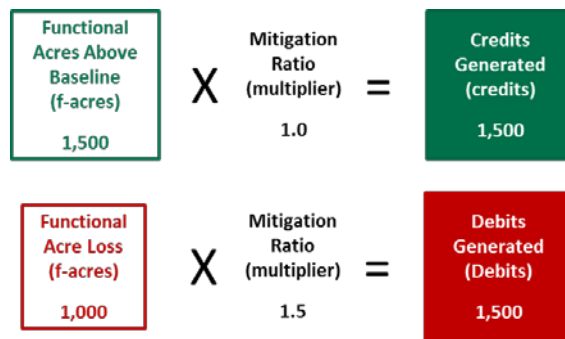 Functional
Acres Above
Baseline
(f-acres)
1,500
X
Mitigation
Ratio
(multiplier)
1.0
=
Credits
Generated
(credits)
1,500
Functional
Acre Loss
(f-acres)
1,000
X
Mitigation
Ratio
(multiplier)
1.5
=
Debits
Generated
(Debits)
1,500